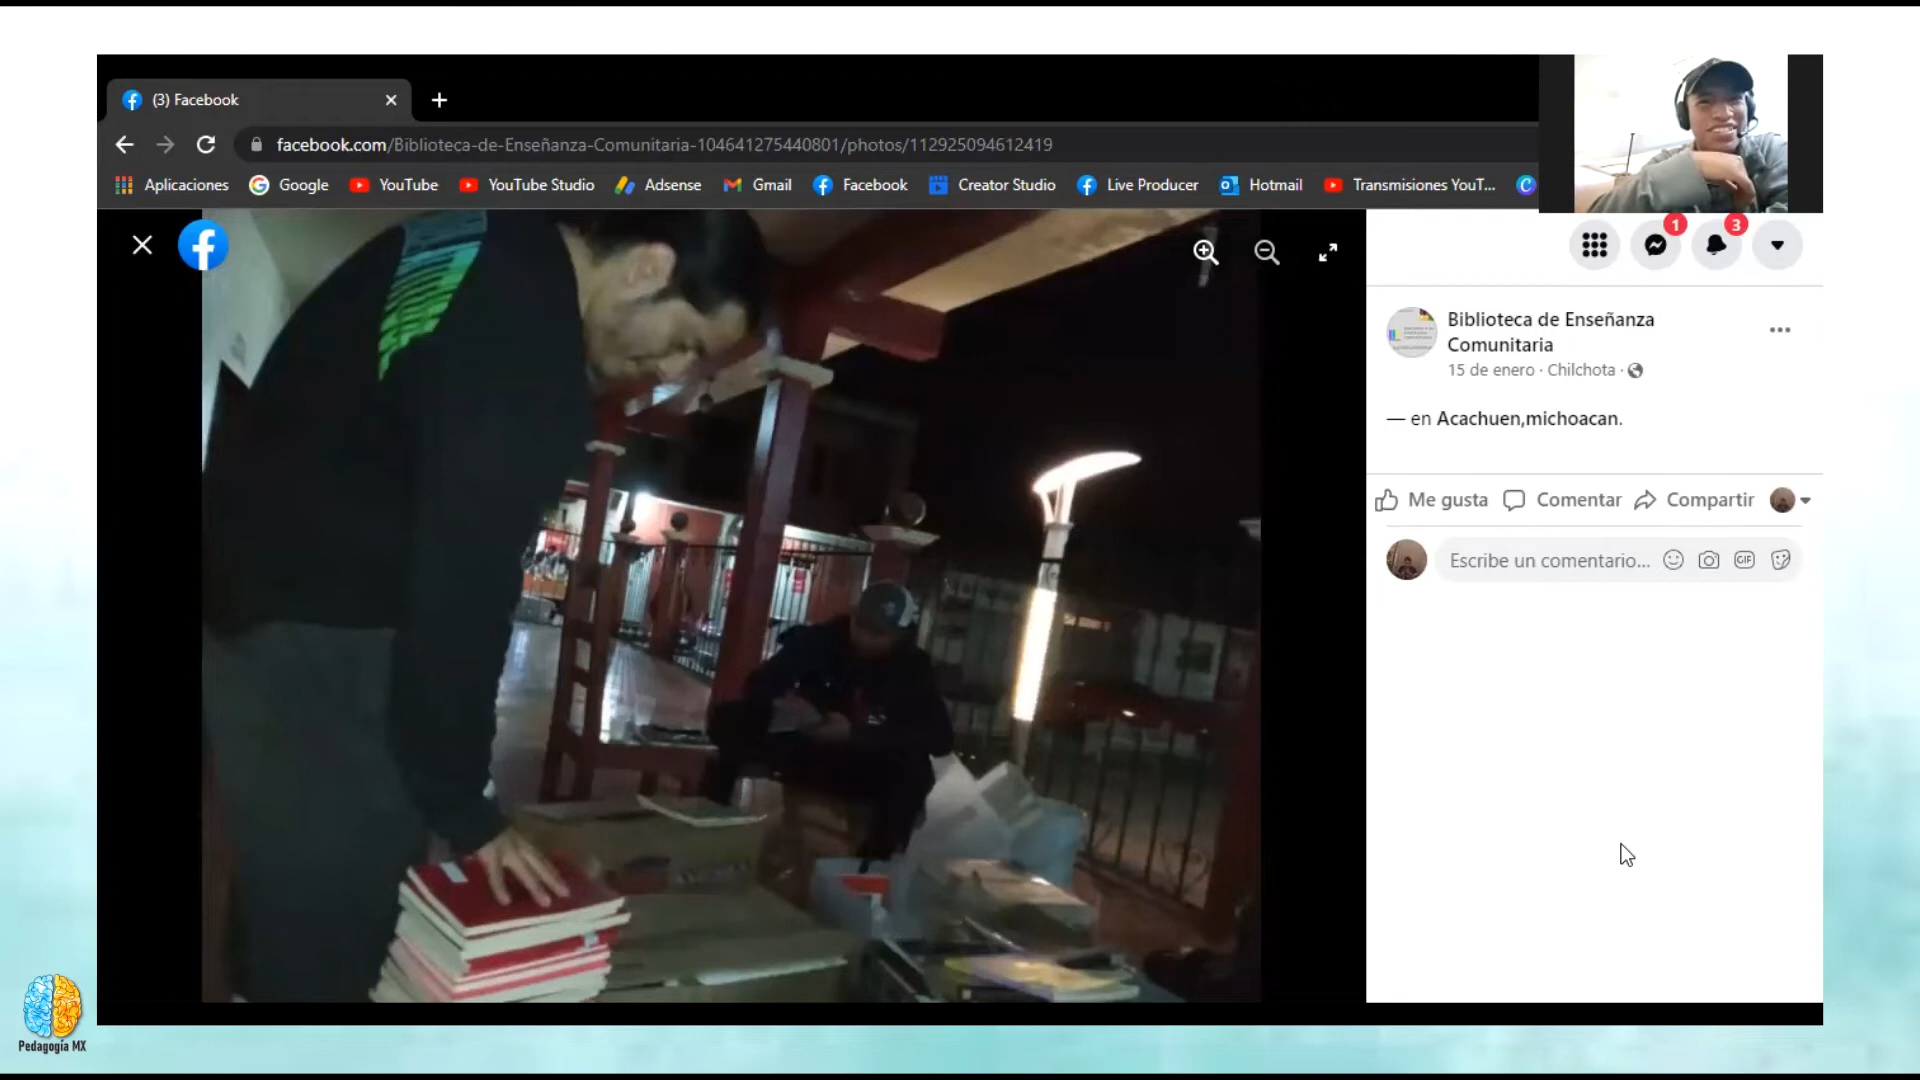 (3) Facebook
facebook.com/Biblioteca-de-Enseñanza-Comunitaria-104641275440801/photos/112925094612419
Aplicaciones Google YouTube YouTube Studio Adsense Gmail Facebook Creator Studio Live Producer Hotmail Transmisiones YouT...
1 3
Biblioteca de Enseñanza
Comunitaria
15 de enero · Chilchota ·
— en Acachuen,michoacan.
Me gusta Comentar Compartir
Escribe un comentario... GIF
Pedagogía MX